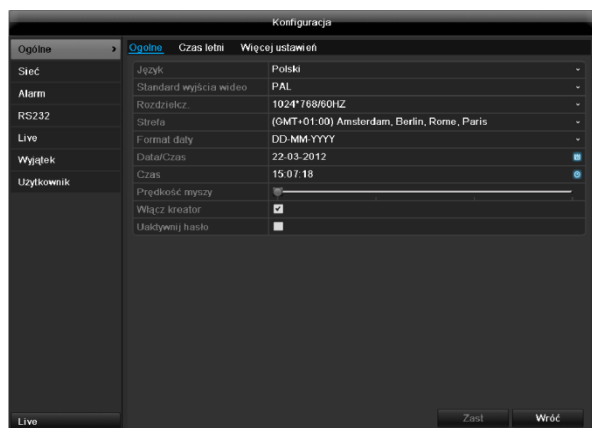 Konfiguracja
Ogólne
Sieć
Alarm
RS232
Live
Wyjątek
Użytkownik
Live
Ogolne Czas letni Więcej ustawień
Język Polski
Standard wyjścia wideo PAL
Rozdzielcz. 1024*768/60HZ
Strefa (GMT+01:00) Amsterdam, Berlin, Rome, Paris
Format daty DD-MM-YYYY
Data/Czas 22-03-2012
Czas 15:07:18
Prędkość myszy
Włącz kreator
Uaktywnij hasło
Zast Wróć